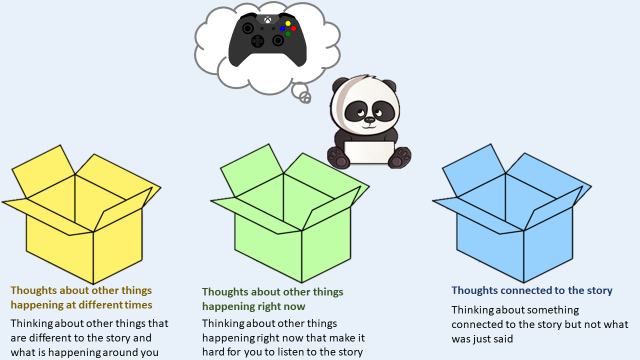 Thoughts about other things
happening at different times
Thinking about other things that
are different to the story and
what is happening around you
Thoughts about other things
happening right now
Thinking about other things
happening right now that make it
hard for you to listen to the story
Thoughts connected to the story
Thinking about something
connected to the story but not what
was just said